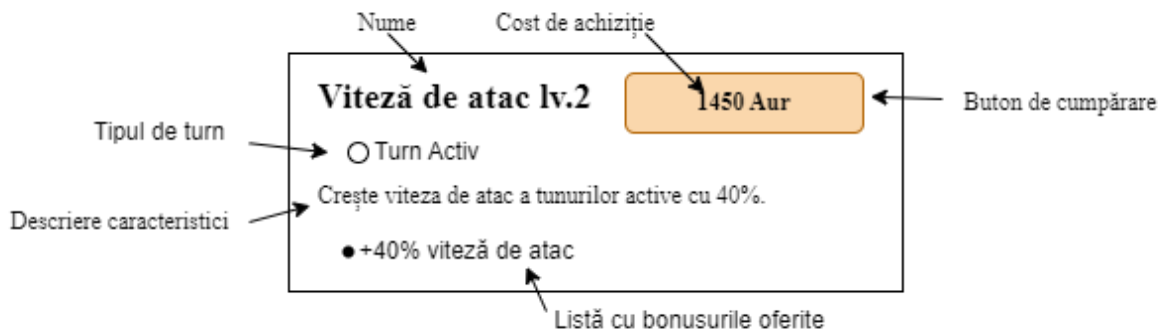 Nume
Cost de achiziție
Viteză de atac lv.2
1450 Aur
Buton de cumpărare
Tipul de turn
Turn Activ
Crește viteza de atac a tunurilor active cu 40%.
Descriere caracteristici
+40% viteză de atac
Listă cu bonusurile oferite